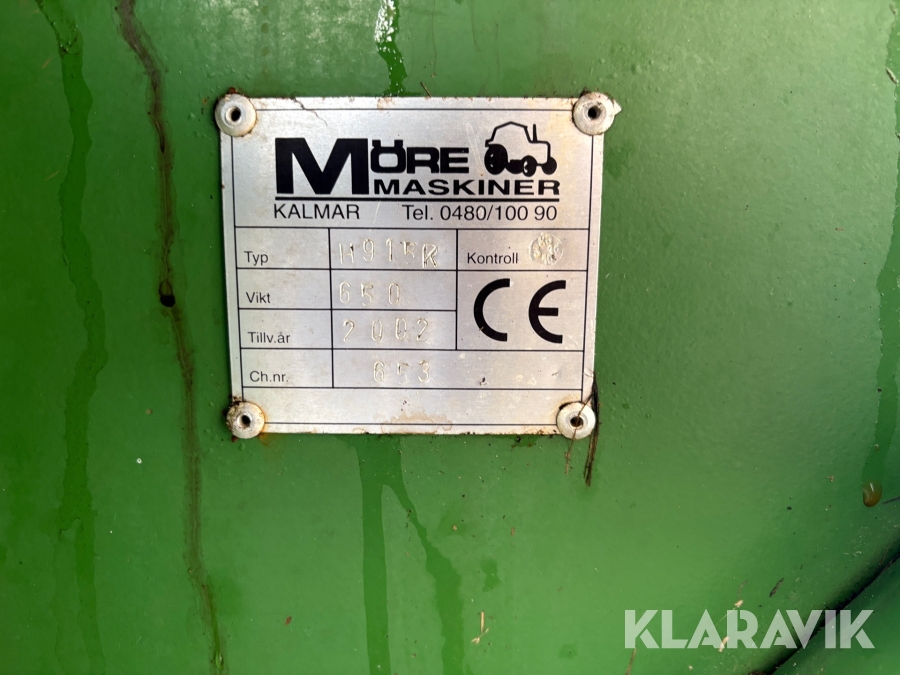 MÖRE
MASKINER
KALMAR Tel. 0480/100 90
Typ H915K Kontroll
Vikt 650
CE
Tillv.år 2002
Ch.nr. 653
KLARAVIK